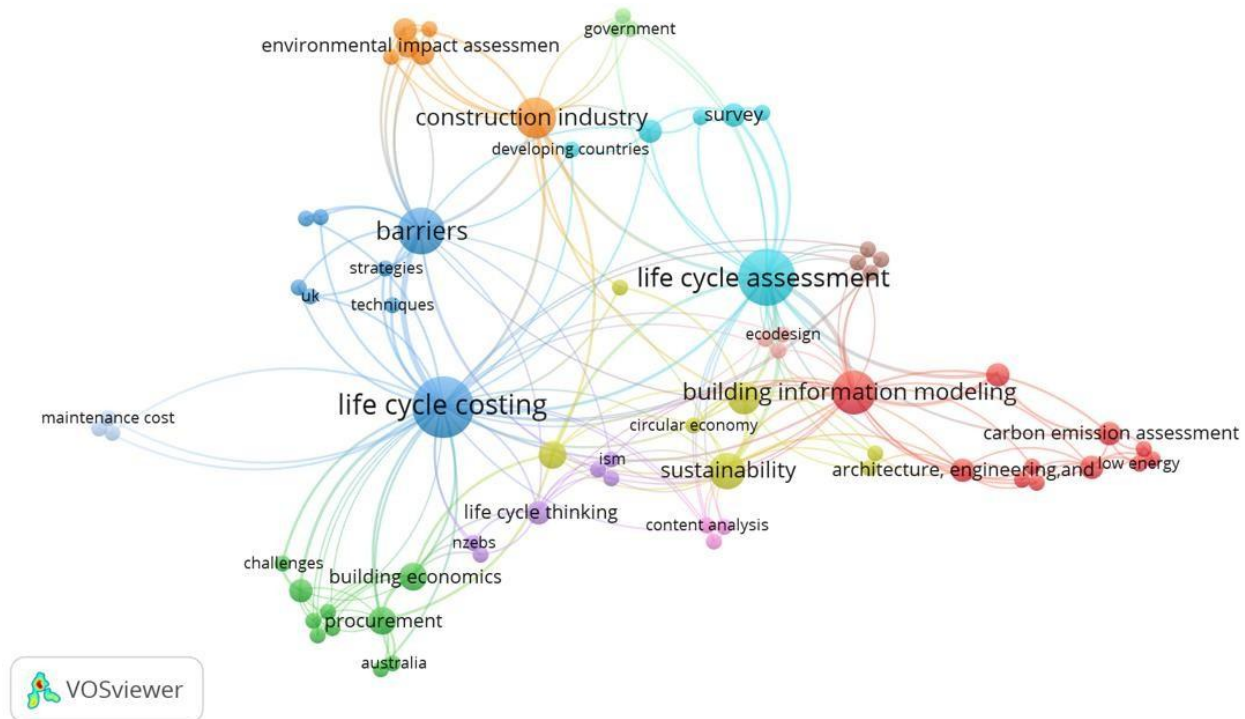 government
environmental impact assessmen
construction industry
survey
developing countries
barriers
strategies
life cycle assessment
uk
techniques
ecodesign
building information modeling
life cycle costing
maintenance cost
circular economy
carbon emission assessment
ism
sustainability
architecture, engineering,and
low energy
life cycle thinking
content analysis
nzebs
challenges
building economics
procurement
australia
VOSviewer